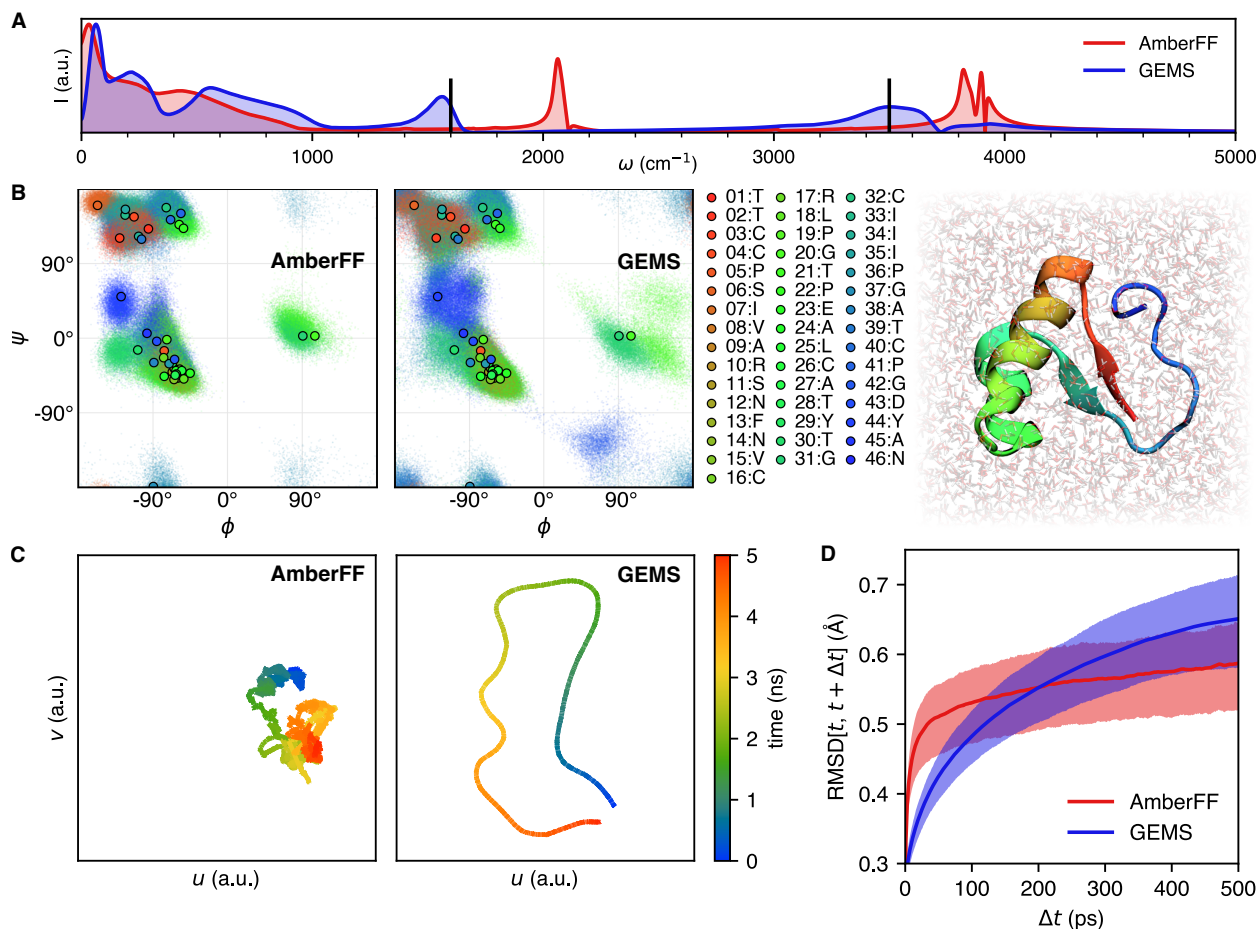 A
I (a.u.)
AmberFF
GEMS
0
1000
2000
3000
4000
5000
ω (cm⁻¹)
B
AmberFF
GEMS
ψ
90°
0°
-90°
-90°
0°
90°
ϕ
-90°
0°
90°
ϕ
01:T
02:T
03:C
04:C
05:P
06:S
07:I
08:V
09:A
10:R
11:S
12:N
13:F
14:N
15:V
16:C
17:R
18:L
19:P
20:G
21:T
22:P
23:E
24:A
25:L
26:C
27:A
28:T
29:Y
30:T
31:G
32:C
33:I
34:I
35:I
36:P
37:G
38:A
39:T
40:C
41:P
42:G
43:D
44:Y
45:A
46:N
C
AmberFF
GEMS
v (a.u.)
u (a.u.)
u (a.u.)
5
4
3
2
1
0
time (ns)
D
RMSD[t, t + Δt] (Å)
0.7
0.6
0.5
0.4
0.3
AmberFF
GEMS
0
100
200
300
400
500
Δt (ps)